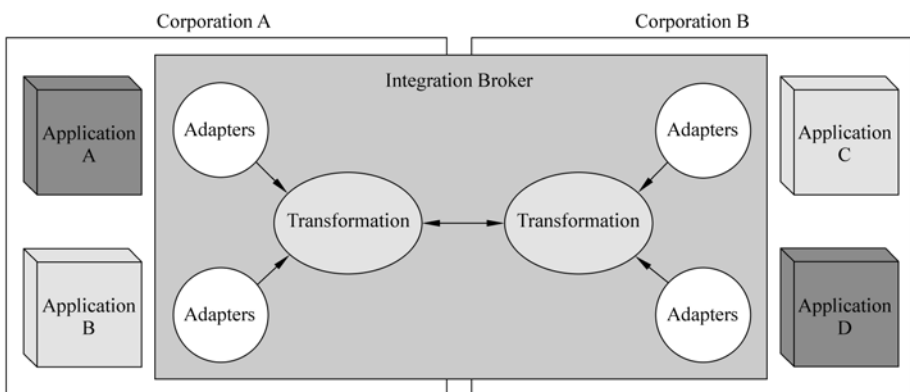 Corporation A
Corporation B
Integration Broker
Application
A
Adapters
Adapters
Application
C
Transformation
Transformation
Application
B
Adapters
Adapters
Application
D